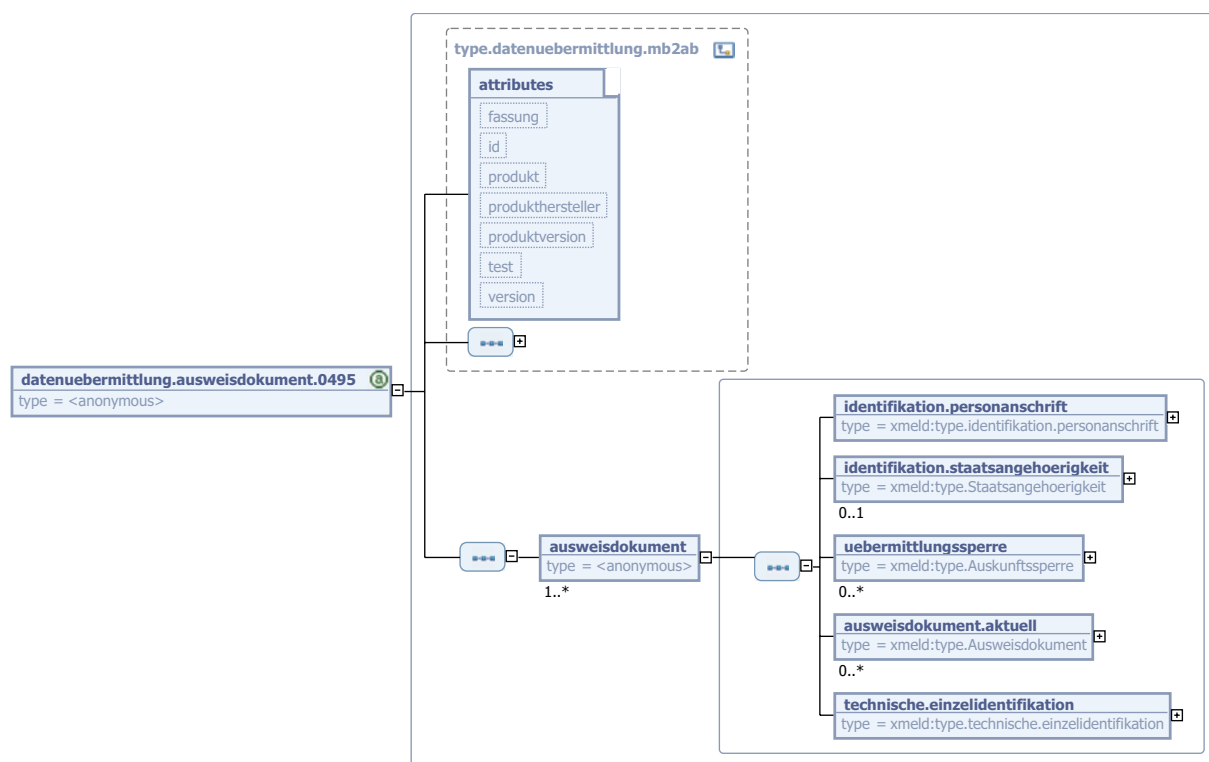 type.datenuebermittlung.mb2ab
attributes
fassung
id
produkt
produkthersteller
produktversion
test
version
datenuebermittlung.ausweisdokument.0495
type = <anonymous>
ausweisdokument
type = <anonymous>
1..*
identifikation.personanschrift
type = xmeld:type.identifikation.personanschrift
identifikation.staatsangehoerigkeit
type = xmeld:type.Staatsangehoerigkeit
0..1
uebermittlungssperre
type = xmeld:type.Auskunftssperre
0..*
ausweisdokument.aktuell
type = xmeld:type.Ausweisdokument
0..*
technische.einzelidentifikation
type = xmeld:type.technische.einzelidentifikation